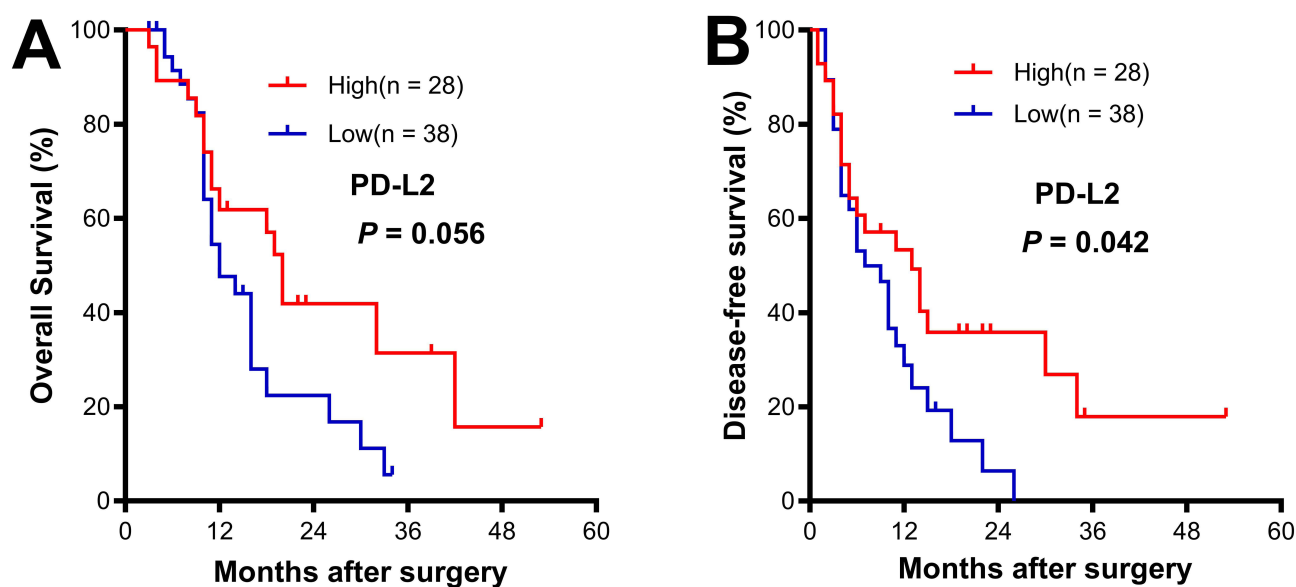 A
Overall Survival (%)
100
80
60
40
20
0
High(n = 28)
Low(n = 38)
PD-L2
P = 0.056
0 12 24 36 48 60
Months after surgery
B
Disease-free survival (%)
100
80
60
40
20
0
High(n = 28)
Low(n = 38)
PD-L2
P = 0.042
0 12 24 36 48 60
Months after surgery